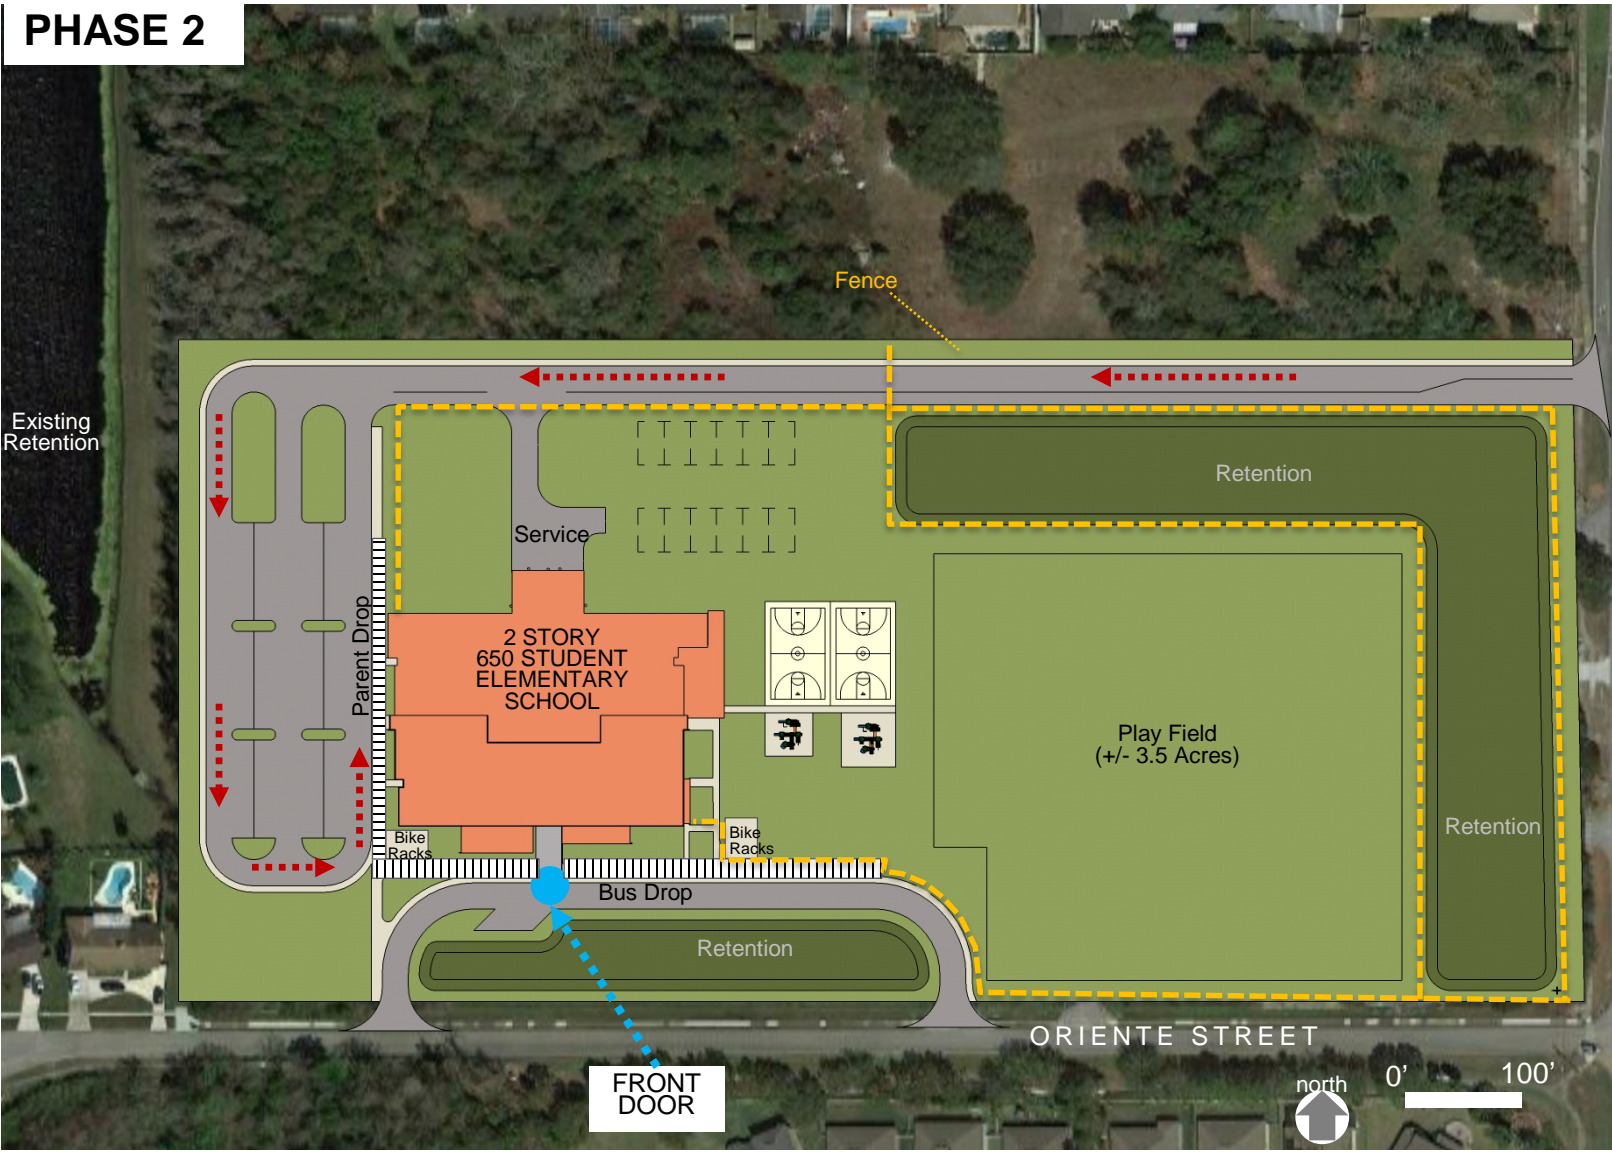 PHASE 2
Fence
Existing
Retention
Retention
Service
Parent Drop
2 STORY
650 STUDENT
ELEMENTARY
SCHOOL
Play Field
(+/- 3.5 Acres)
Retention
Bike
Racks
Bike
Racks
Bus Drop
Retention
ORIENTE STREET
FRONT
DOOR
north
0'
100'